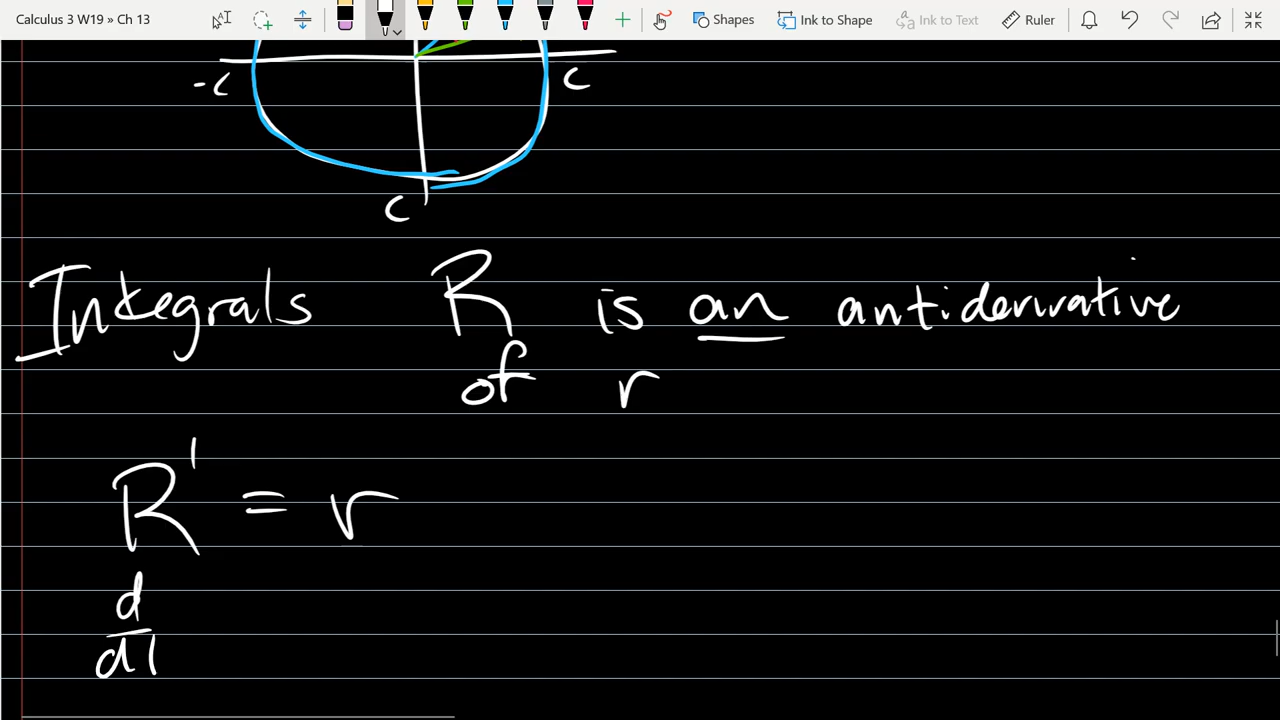 Calculus 3 W19 » Ch 13
Shapes
Ink to Shape
Ink to Text
Ruler
-c
c
c
Integrals R is an antiderivative
of r
R' = r
d